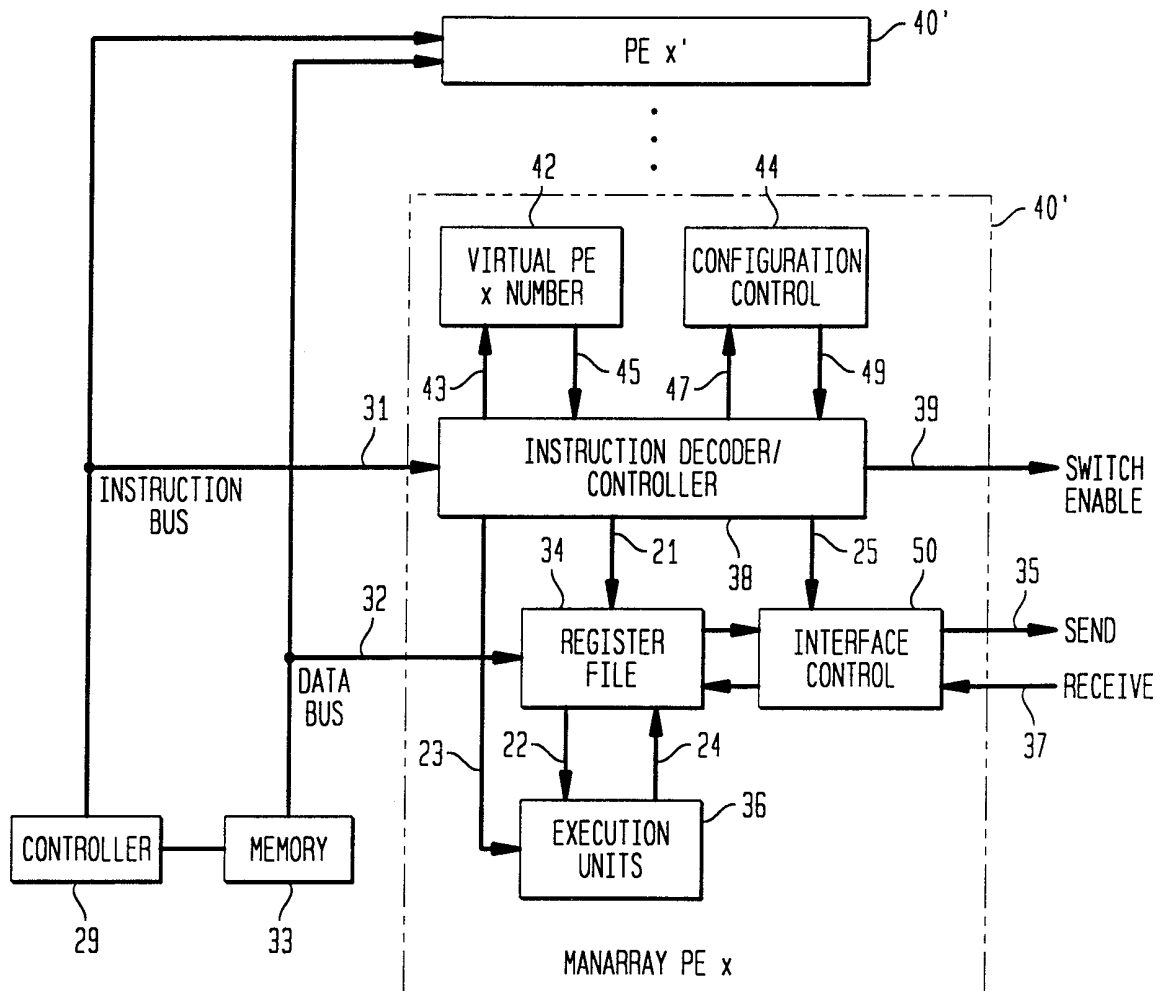 40'
PE x'
42
44
40'
VIRTUAL PE
x NUMBER
CONFIGURATION
CONTROL
43
45
47
49
31
39
INSTRUCTION DECODER/
CONTROLLER
INSTRUCTION
BUS
SWITCH
ENABLE
34
21
38
25
50
35
32
REGISTER
FILE
INTERFACE
CONTROL
SEND
RECEIVE
DATA
BUS
23
22
24
37
36
CONTROLLER
MEMORY
EXECUTION
UNITS
29
33
MANARRAY PE x